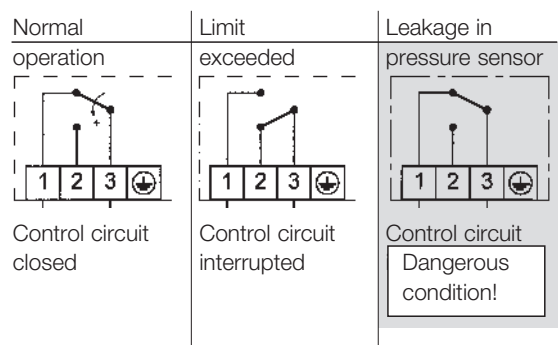 Normal
operation
+
1 2 3
Control circuit
closed
Limit
exceeded
1 2 3
Control circuit
interrupted
Leakage in
pressure sensor
1 2 3
Control circuit
Dangerous
condition!